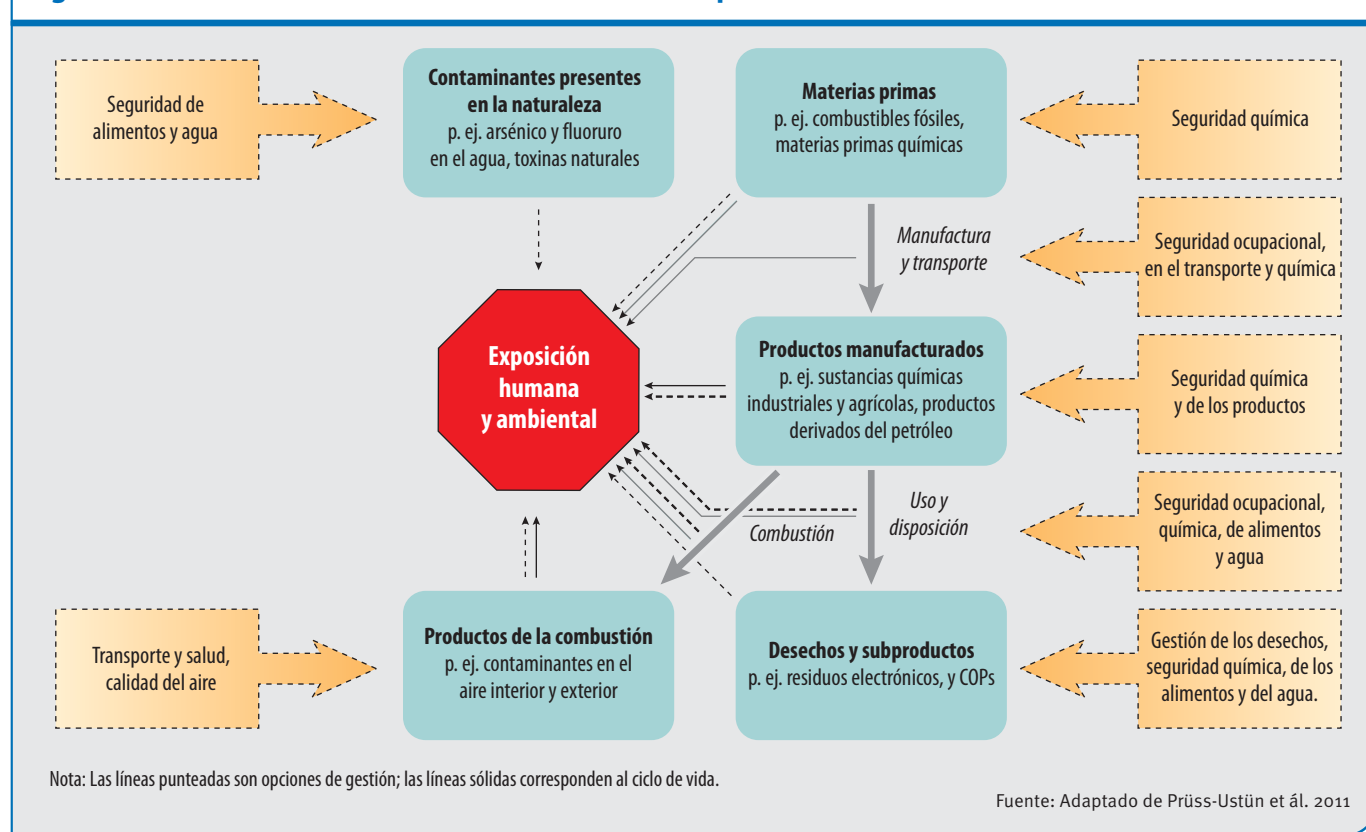 Seguridad de
alimentos y agua
Contaminantes presentes
en la naturaleza
p. ej. arsénico y fluoruro
en el agua, toxinas naturales
Materias primas
p. ej. combustibles fósiles,
materias primas químicas
Seguridad química
Manufactura
y transporte
Seguridad ocupacional,
en el transporte y química
Exposición
humana
y ambiental
Productos manufacturados
p. ej. sustancias químicas
industriales y agrícolas, productos
derivados del petróleo
Seguridad química
y de los productos
Combustión
Uso y
disposición
Seguridad ocupacional,
química, de alimentos
y agua
Transporte y salud,
calidad del aire
Productos de la combustión
p. ej. contaminantes en el
aire interior y exterior
Desechos y subproductos
p. ej. residuos electrónicos, y COPs
Gestión de los desechos,
seguridad química, de los
alimentos y del agua.
Nota: Las líneas punteadas son opciones de gestión; las líneas sólidas corresponden al ciclo de vida.
Fuente: Adaptado de Prüss-Ustün et ál. 2011